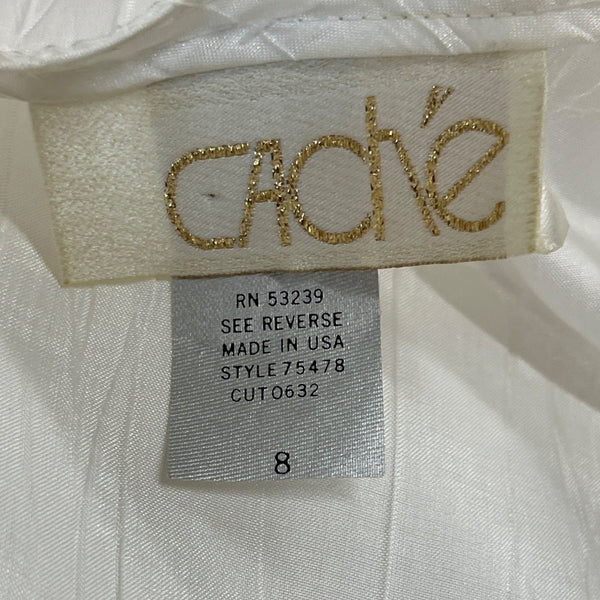 CAché
RN 53239
SEE REVERSE
MADE IN USA
STYLE 75478
CUT 0632
8